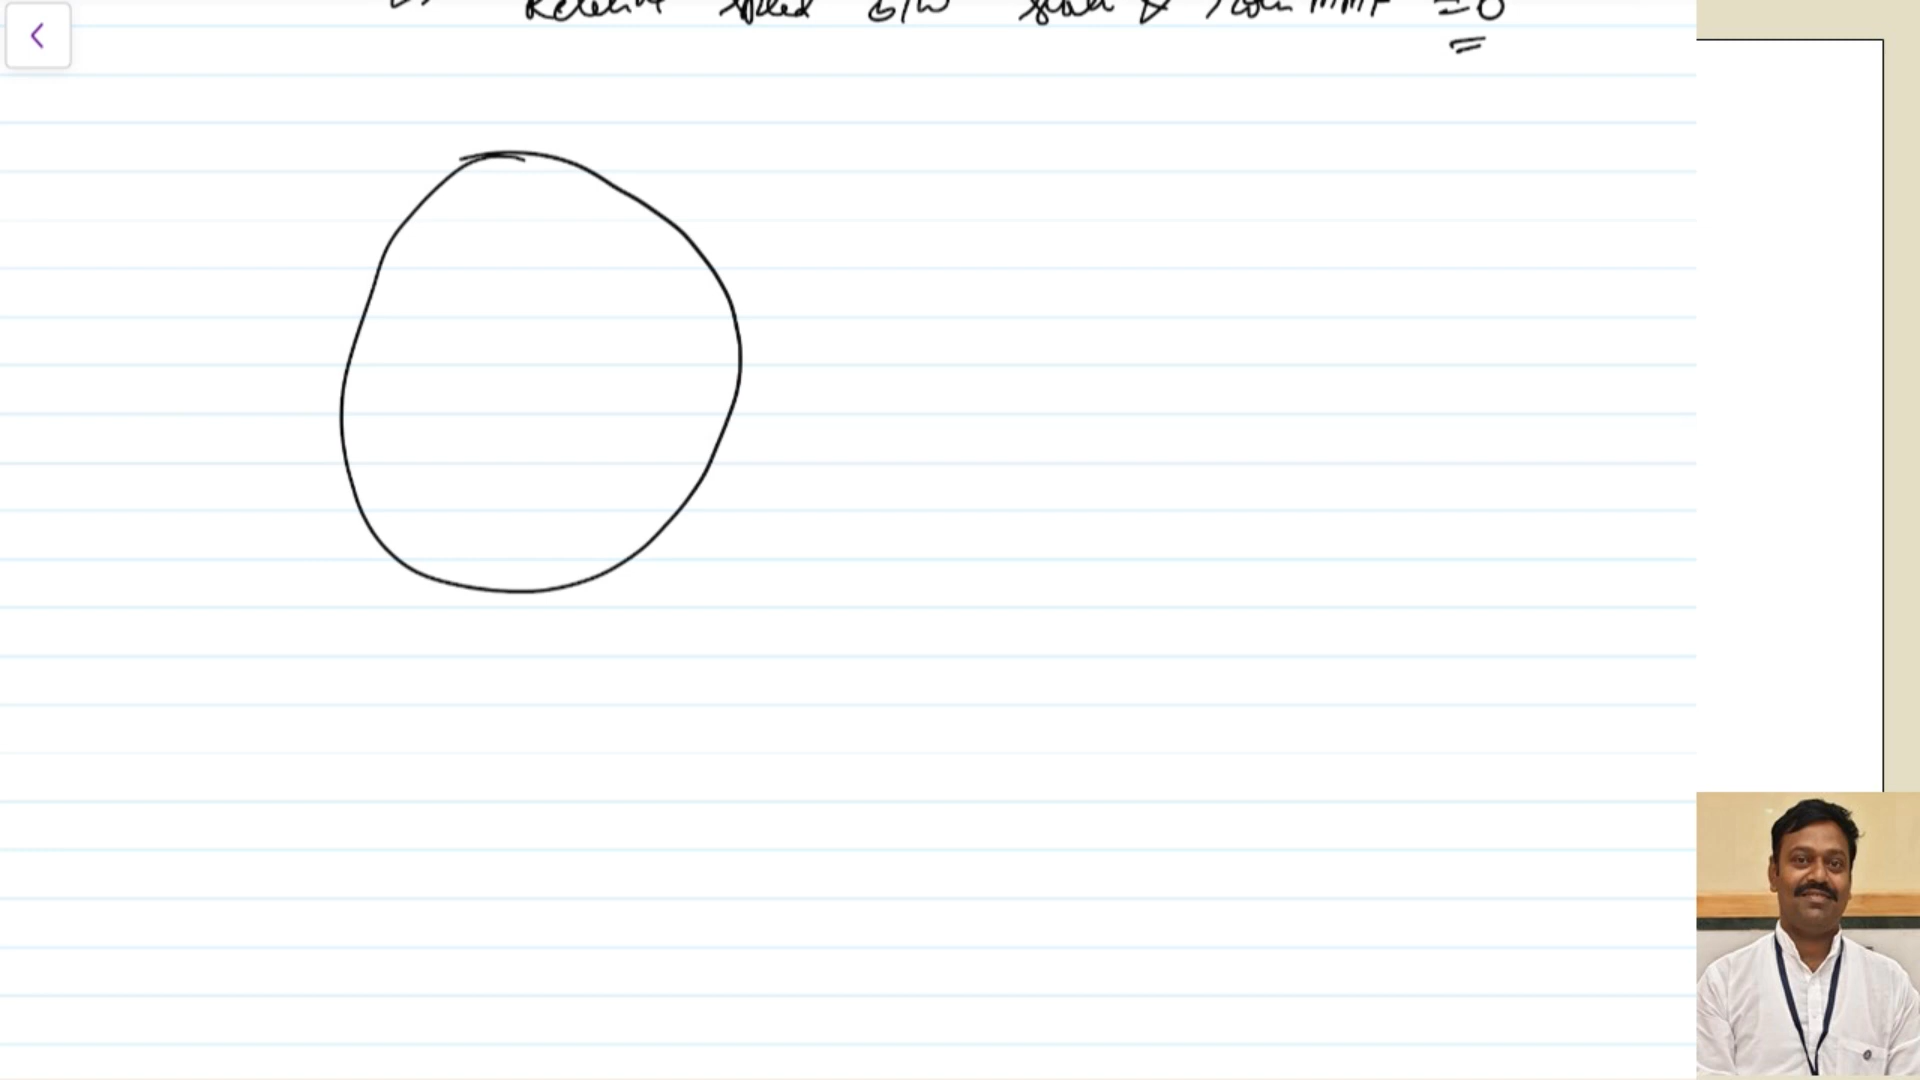 Relative speed b/w stator & rotor MMF = 0